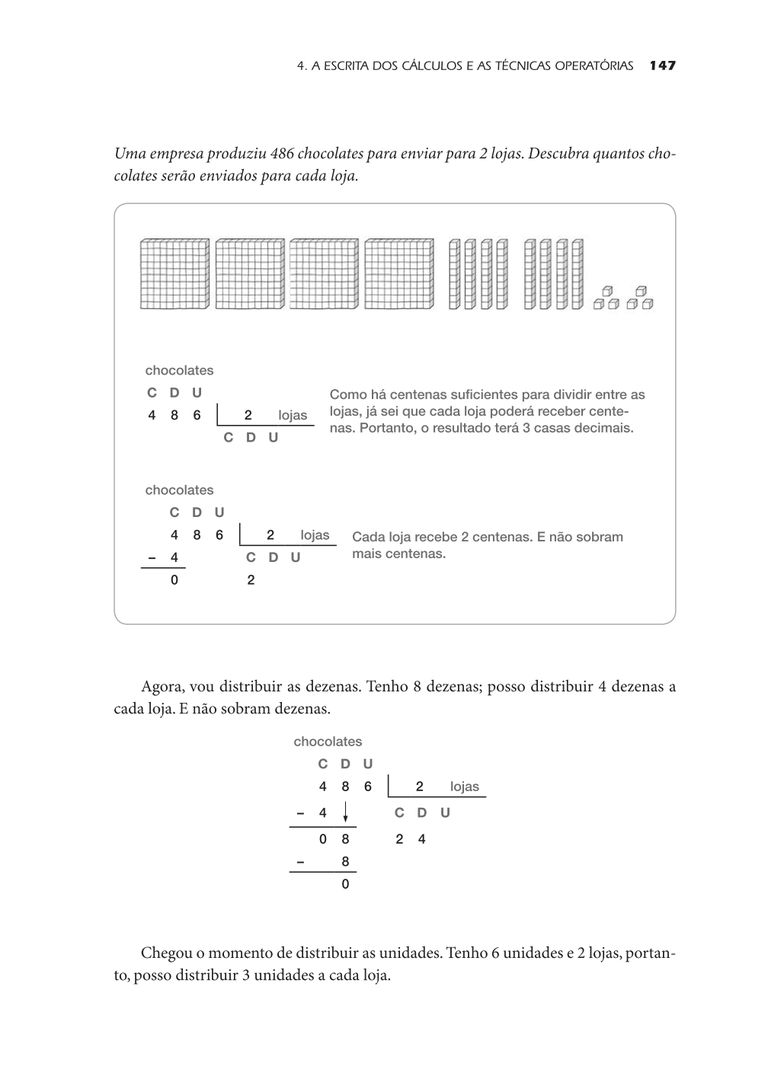 4. A ESCRITA DOS CÁLCULOS E AS TÉCNICAS OPERATÓRIAS 147
Uma empresa produziu 486 chocolates para enviar para 2 lojas. Descubra quantos cho-
colates serão enviados para cada loja.
chocolates
C D U
4 8 6 2 lojas
C D U
Como há centenas suficientes para dividir entre as
lojas, já sei que cada loja poderá receber cente-
nas. Portanto, o resultado terá 3 casas decimais.
chocolates
C D U
4 8 6 2 lojas
– 4 C D U
0 2
Cada loja recebe 2 centenas. E não sobram
mais centenas.
Agora, vou distribuir as dezenas. Tenho 8 dezenas; posso distribuir 4 dezenas a
cada loja. E não sobram dezenas.
chocolates
C D U
4 8 6 2 lojas
– 4 C D U
0 8 2 4
– 8
0
Chegou o momento de distribuir as unidades. Tenho 6 unidades e 2 lojas, portan-
to, posso distribuir 3 unidades a cada loja.